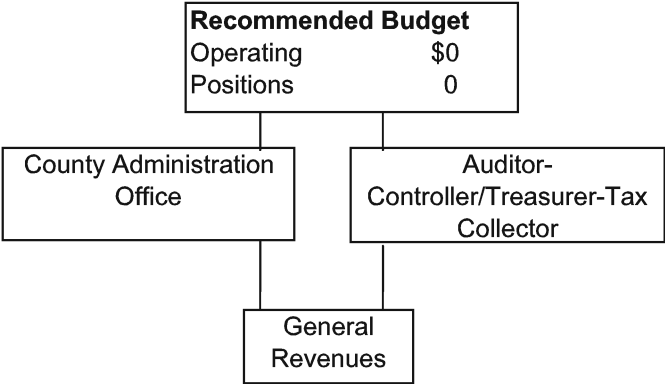 Recommended Budget
Operating $0
Positions 0
County Administration
Office
Auditor-
Controller/Treasurer-Tax
Collector
General
Revenues